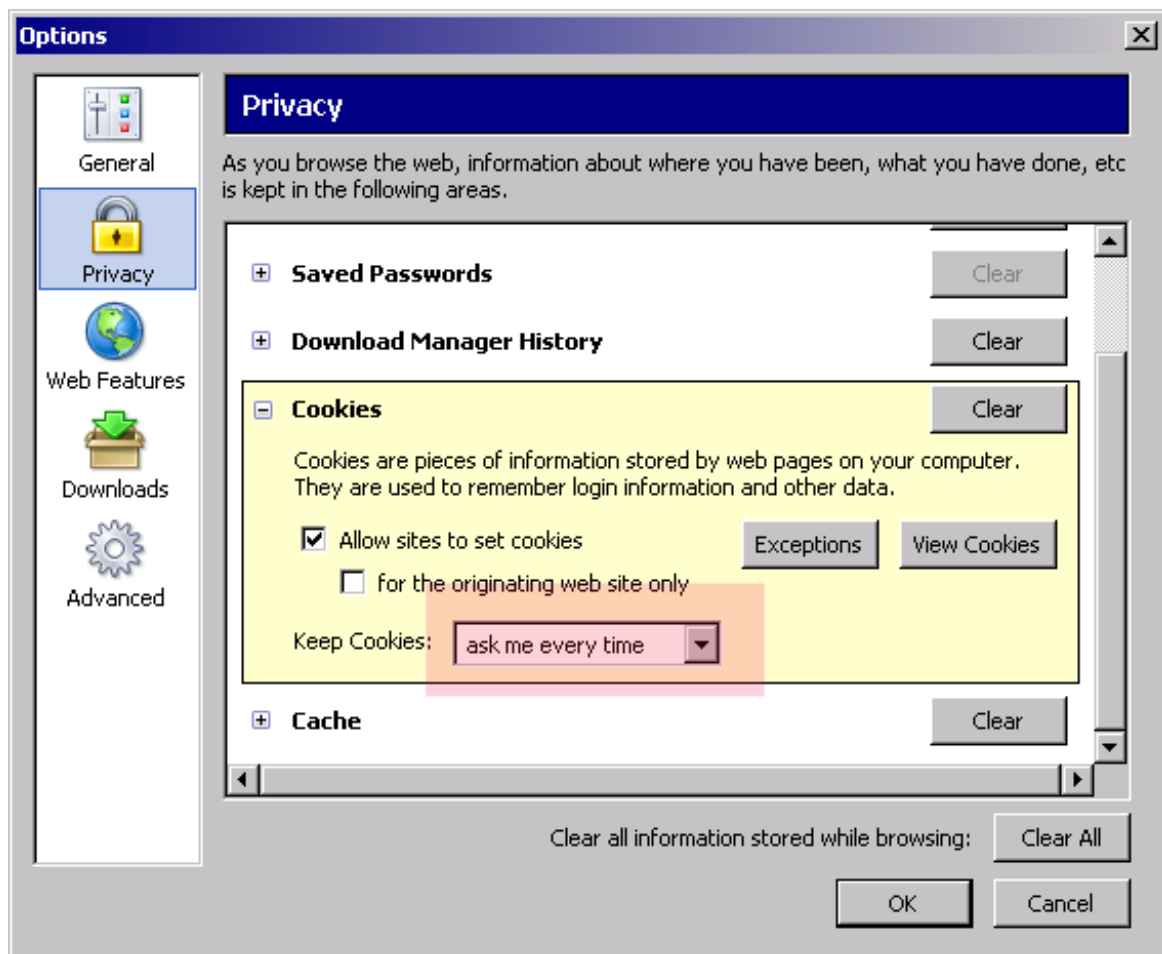 Options
General
Privacy
Web Features
Downloads
Advanced
Privacy
As you browse the web, information about where you have been, what you have done, etc
is kept in the following areas.
Saved Passwords
Clear
Download Manager History
Clear
Cookies
Clear
Cookies are pieces of information stored by web pages on your computer.
They are used to remember login information and other data.
Allow sites to set cookies
Exceptions
View Cookies
for the originating web site only
Keep Cookies:
ask me every time
Cache
Clear
Clear all information stored while browsing:
Clear All
OK
Cancel